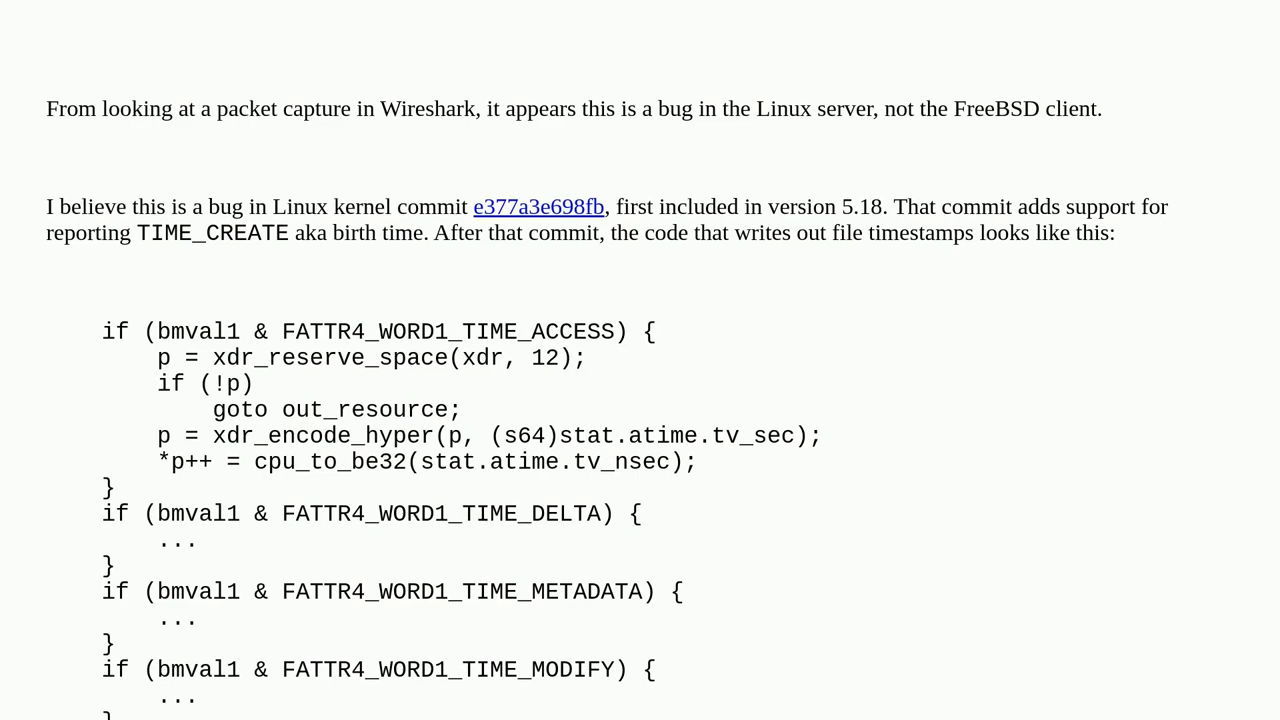 From looking at a packet capture in Wireshark, it appears this is a bug in the Linux server, not the FreeBSD client.
I believe this is a bug in Linux kernel commit e377a3e698fb, first included in version 5.18. That commit adds support for
reporting TIME_CREATE aka birth time. After that commit, the code that writes out file timestamps looks like this:
if (bmval1 & FATTR4_WORD1_TIME_ACCESS) {
    p = xdr_reserve_space(xdr, 12);
    if (!p)
        goto out_resource;
    p = xdr_encode_hyper(p, (s64)stat.atime.tv_sec);
    *p++ = cpu_to_be32(stat.atime.tv_nsec);
}
if (bmval1 & FATTR4_WORD1_TIME_DELTA) {
    ...
}
if (bmval1 & FATTR4_WORD1_TIME_METADATA) {
    ...
}
if (bmval1 & FATTR4_WORD1_TIME_MODIFY) {
    ...
}